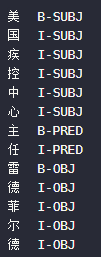 美 B-SUBJ
国 I-SUBJ
疾 I-SUBJ
控 I-SUBJ
中 I-SUBJ
心 I-SUBJ
主 B-PRED
任 I-PRED
雷 B-OBJ
德 I-OBJ
菲 I-OBJ
尔 I-OBJ
德 I-OBJ